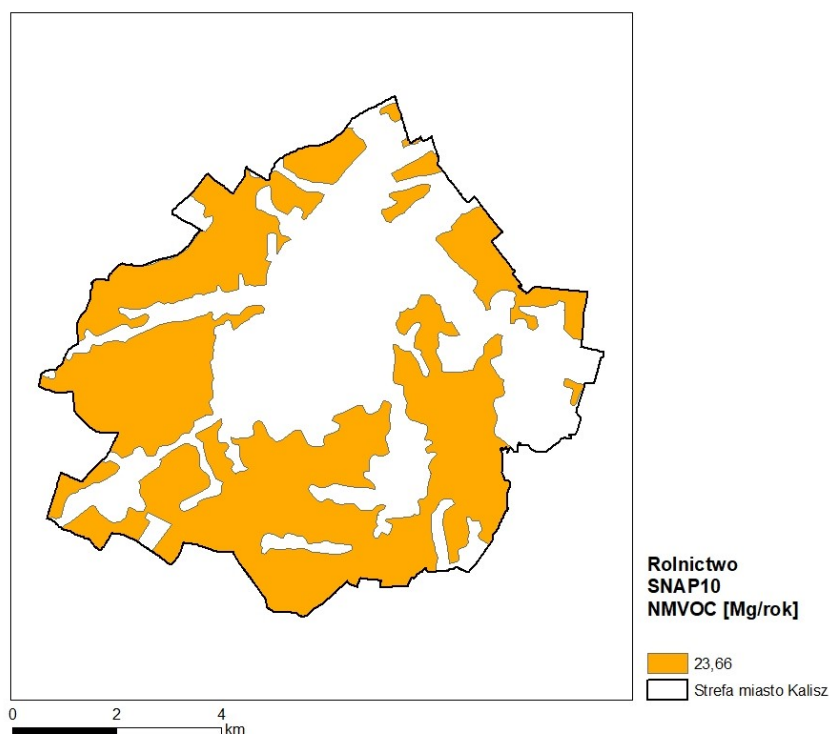 Rolnictwo
SNAP10
NMVOC [Mg/rok]
23,66
Strefa miasto Kalisz
0 2 4
km